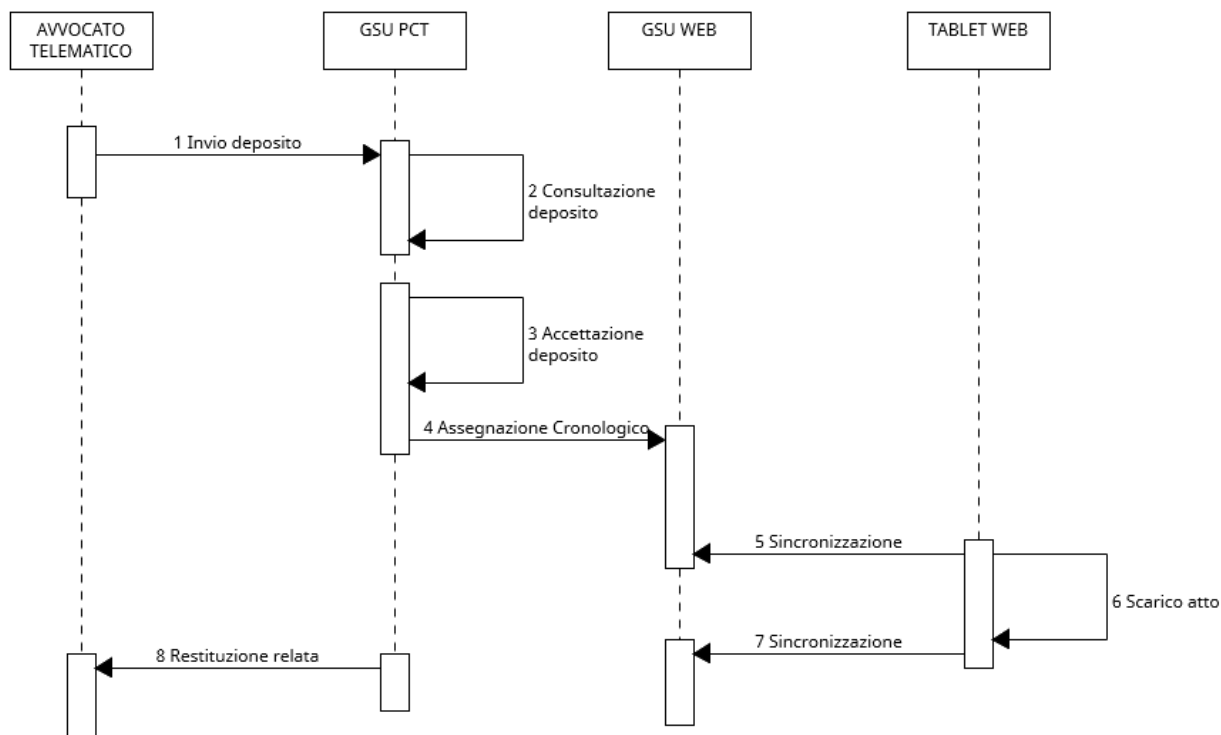 AVVOCATO
TELEMATICO
GSU PCT
GSU WEB
TABLET WEB
1 Invio deposito
2 Consultazione
deposito
3 Accettazione
deposito
4 Assegnazione Cronologico
5 Sincronizzazione
6 Scarico atto
7 Sincronizzazione
8 Restituzione relata